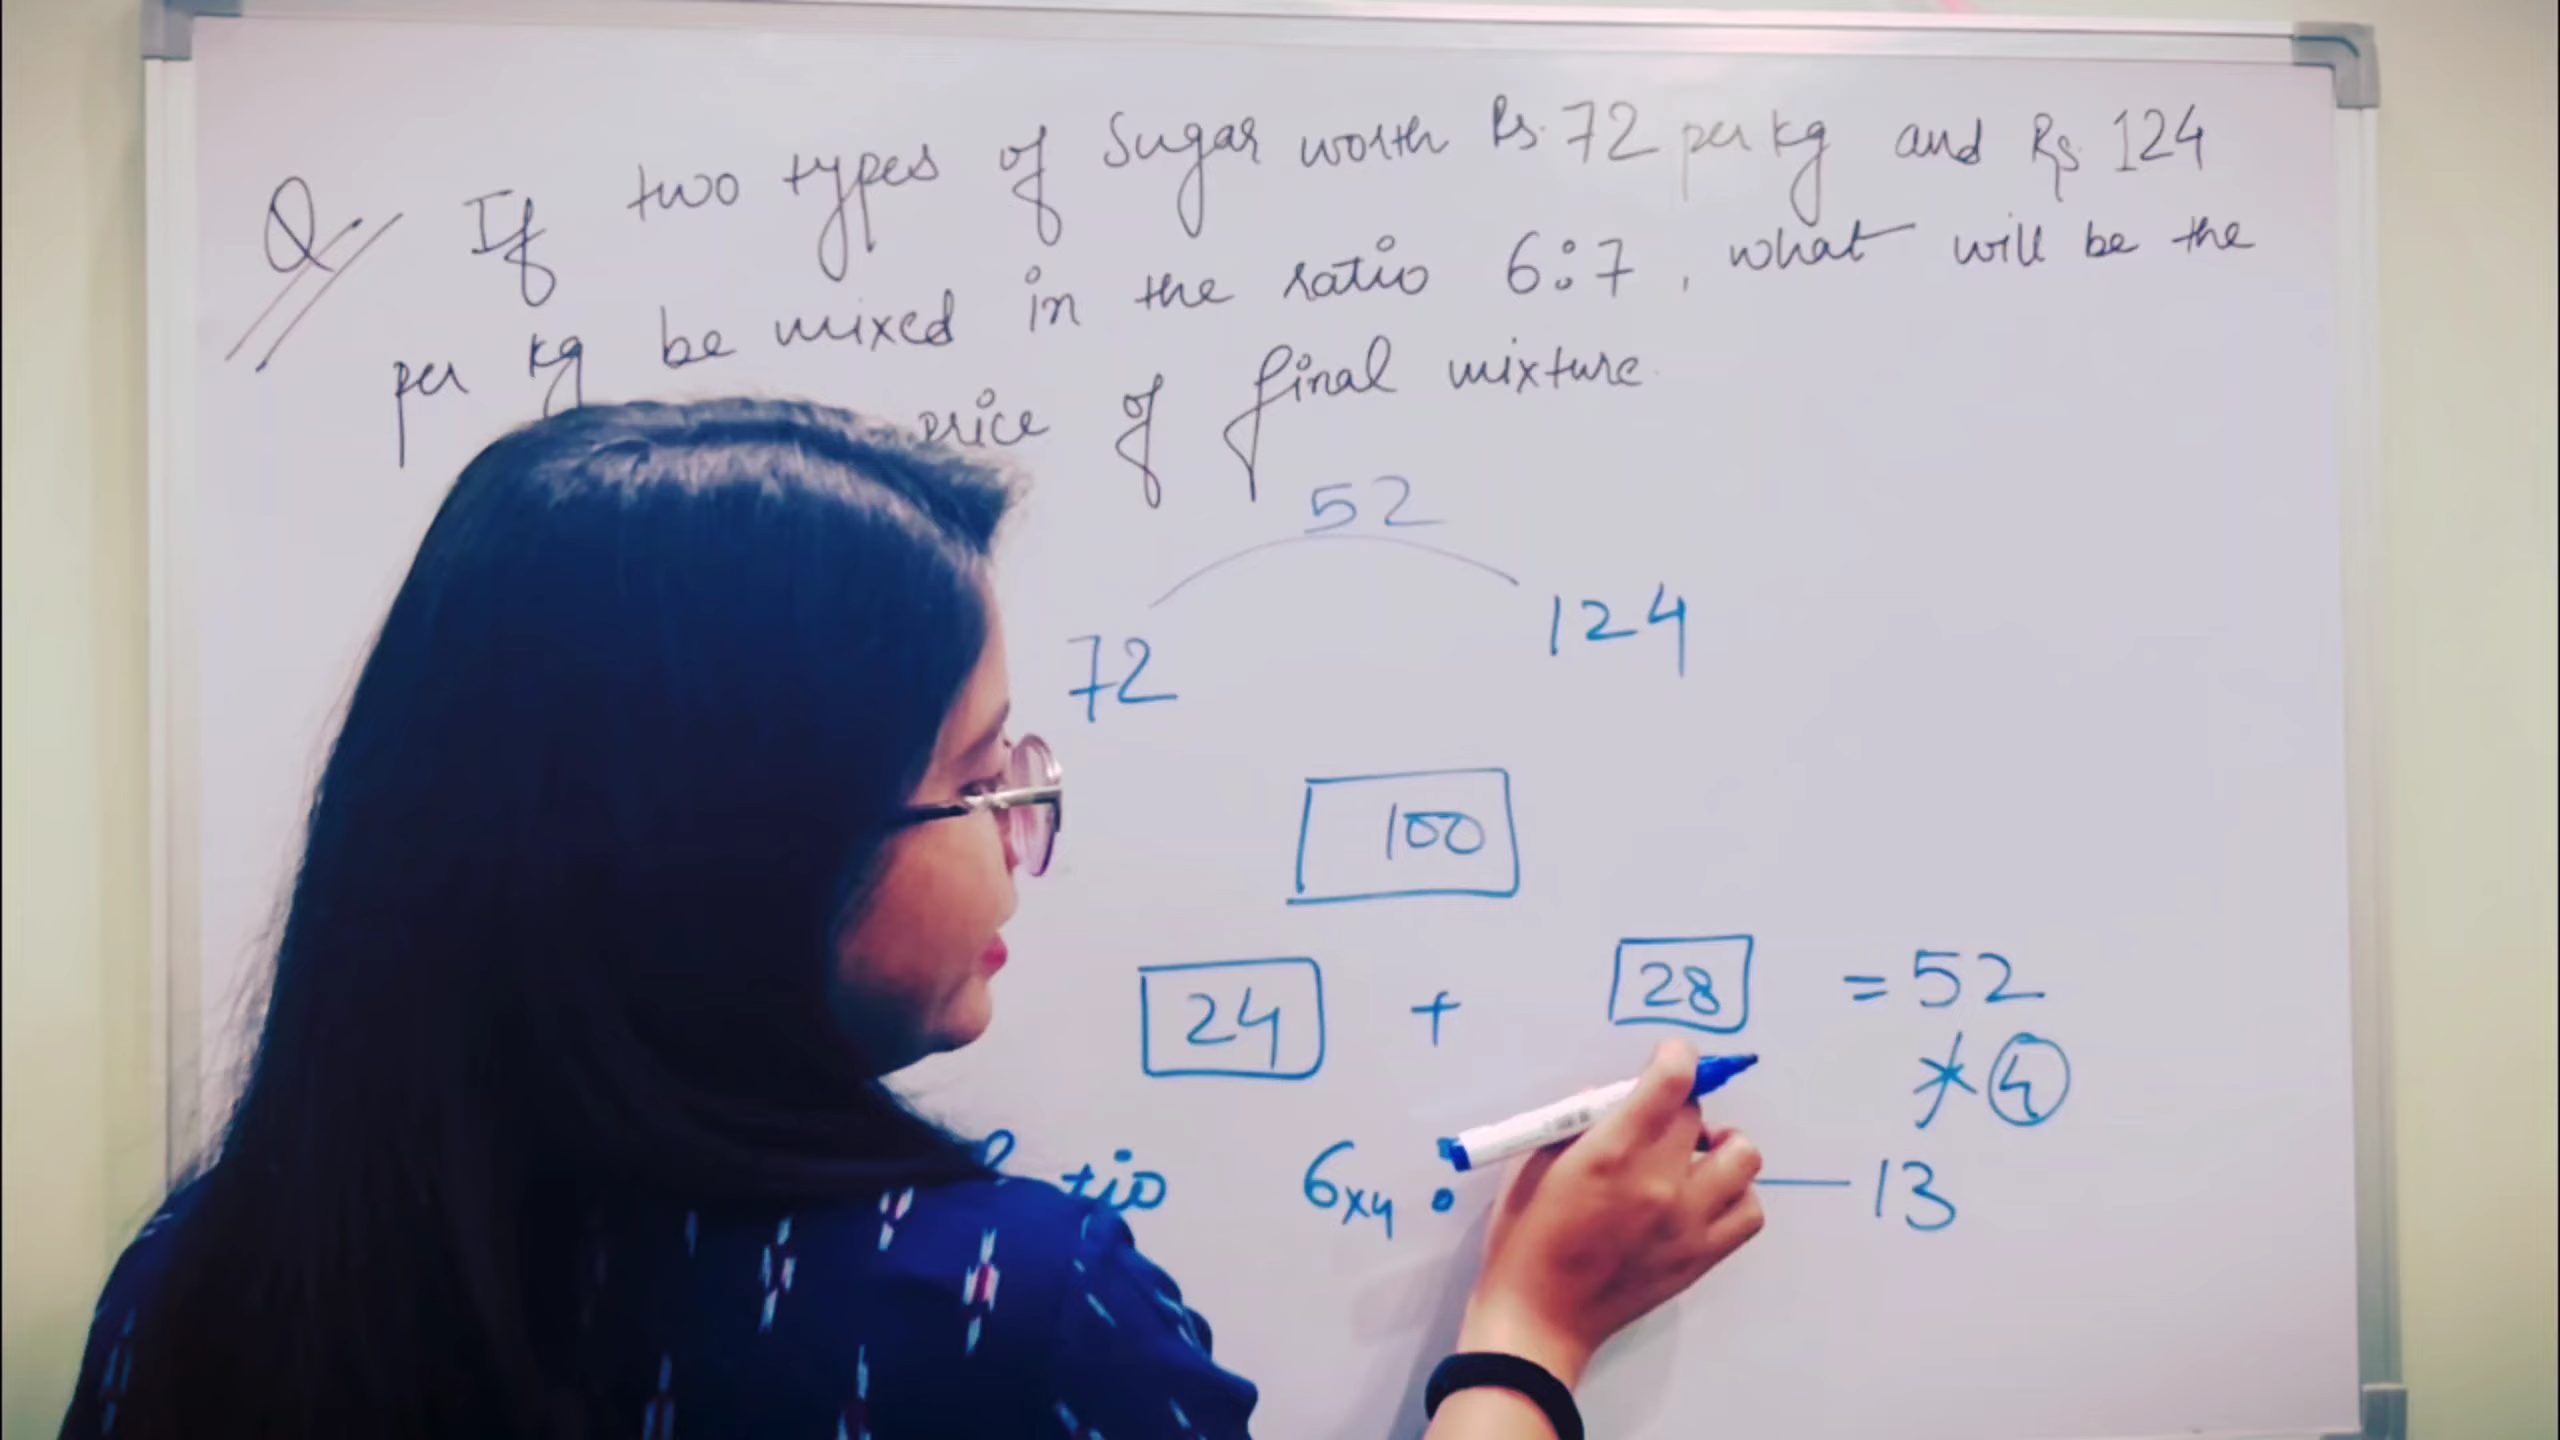 Q If two types of Sugar worth Rs. 72 per kg and Rs. 124
per kg be mixed in the ratio 6:7, what will be the
price of final mixture
52
72 124
100
24 + 28 = 52
4
6x4 : 13